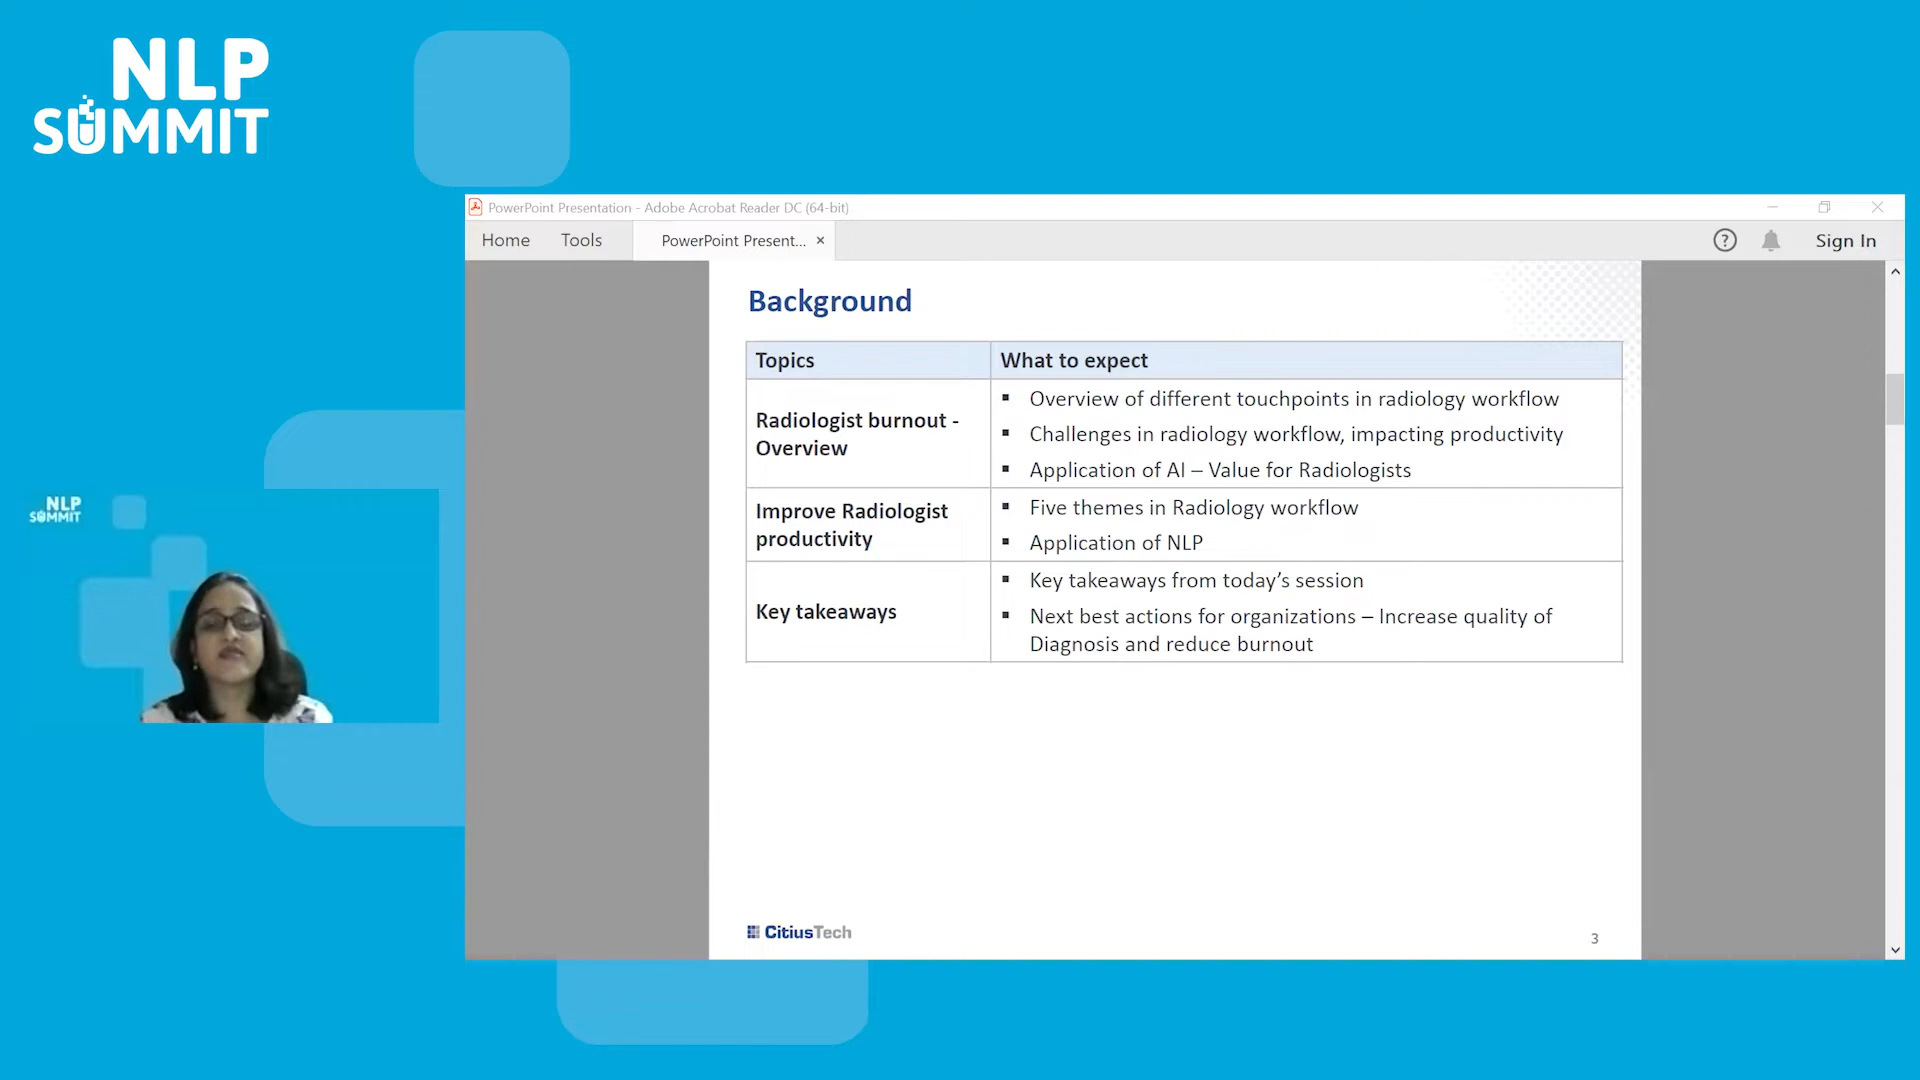 NLP
SUMMIT
PowerPoint Presentation - Adobe Acrobat Reader DC (64-bit)
Home
Tools
PowerPoint Present... ×
?
Sign In
Background
Topics
What to expect
Radiologist burnout -
Overview
▪ Overview of different touchpoints in radiology workflow
▪ Challenges in radiology workflow, impacting productivity
▪ Application of AI – Value for Radiologists
Improve Radiologist
productivity
▪ Five themes in Radiology workflow
▪ Application of NLP
Key takeaways
▪ Key takeaways from today’s session
▪ Next best actions for organizations – Increase quality of
Diagnosis and reduce burnout
CitiusTech
3
NLP
SUMMIT